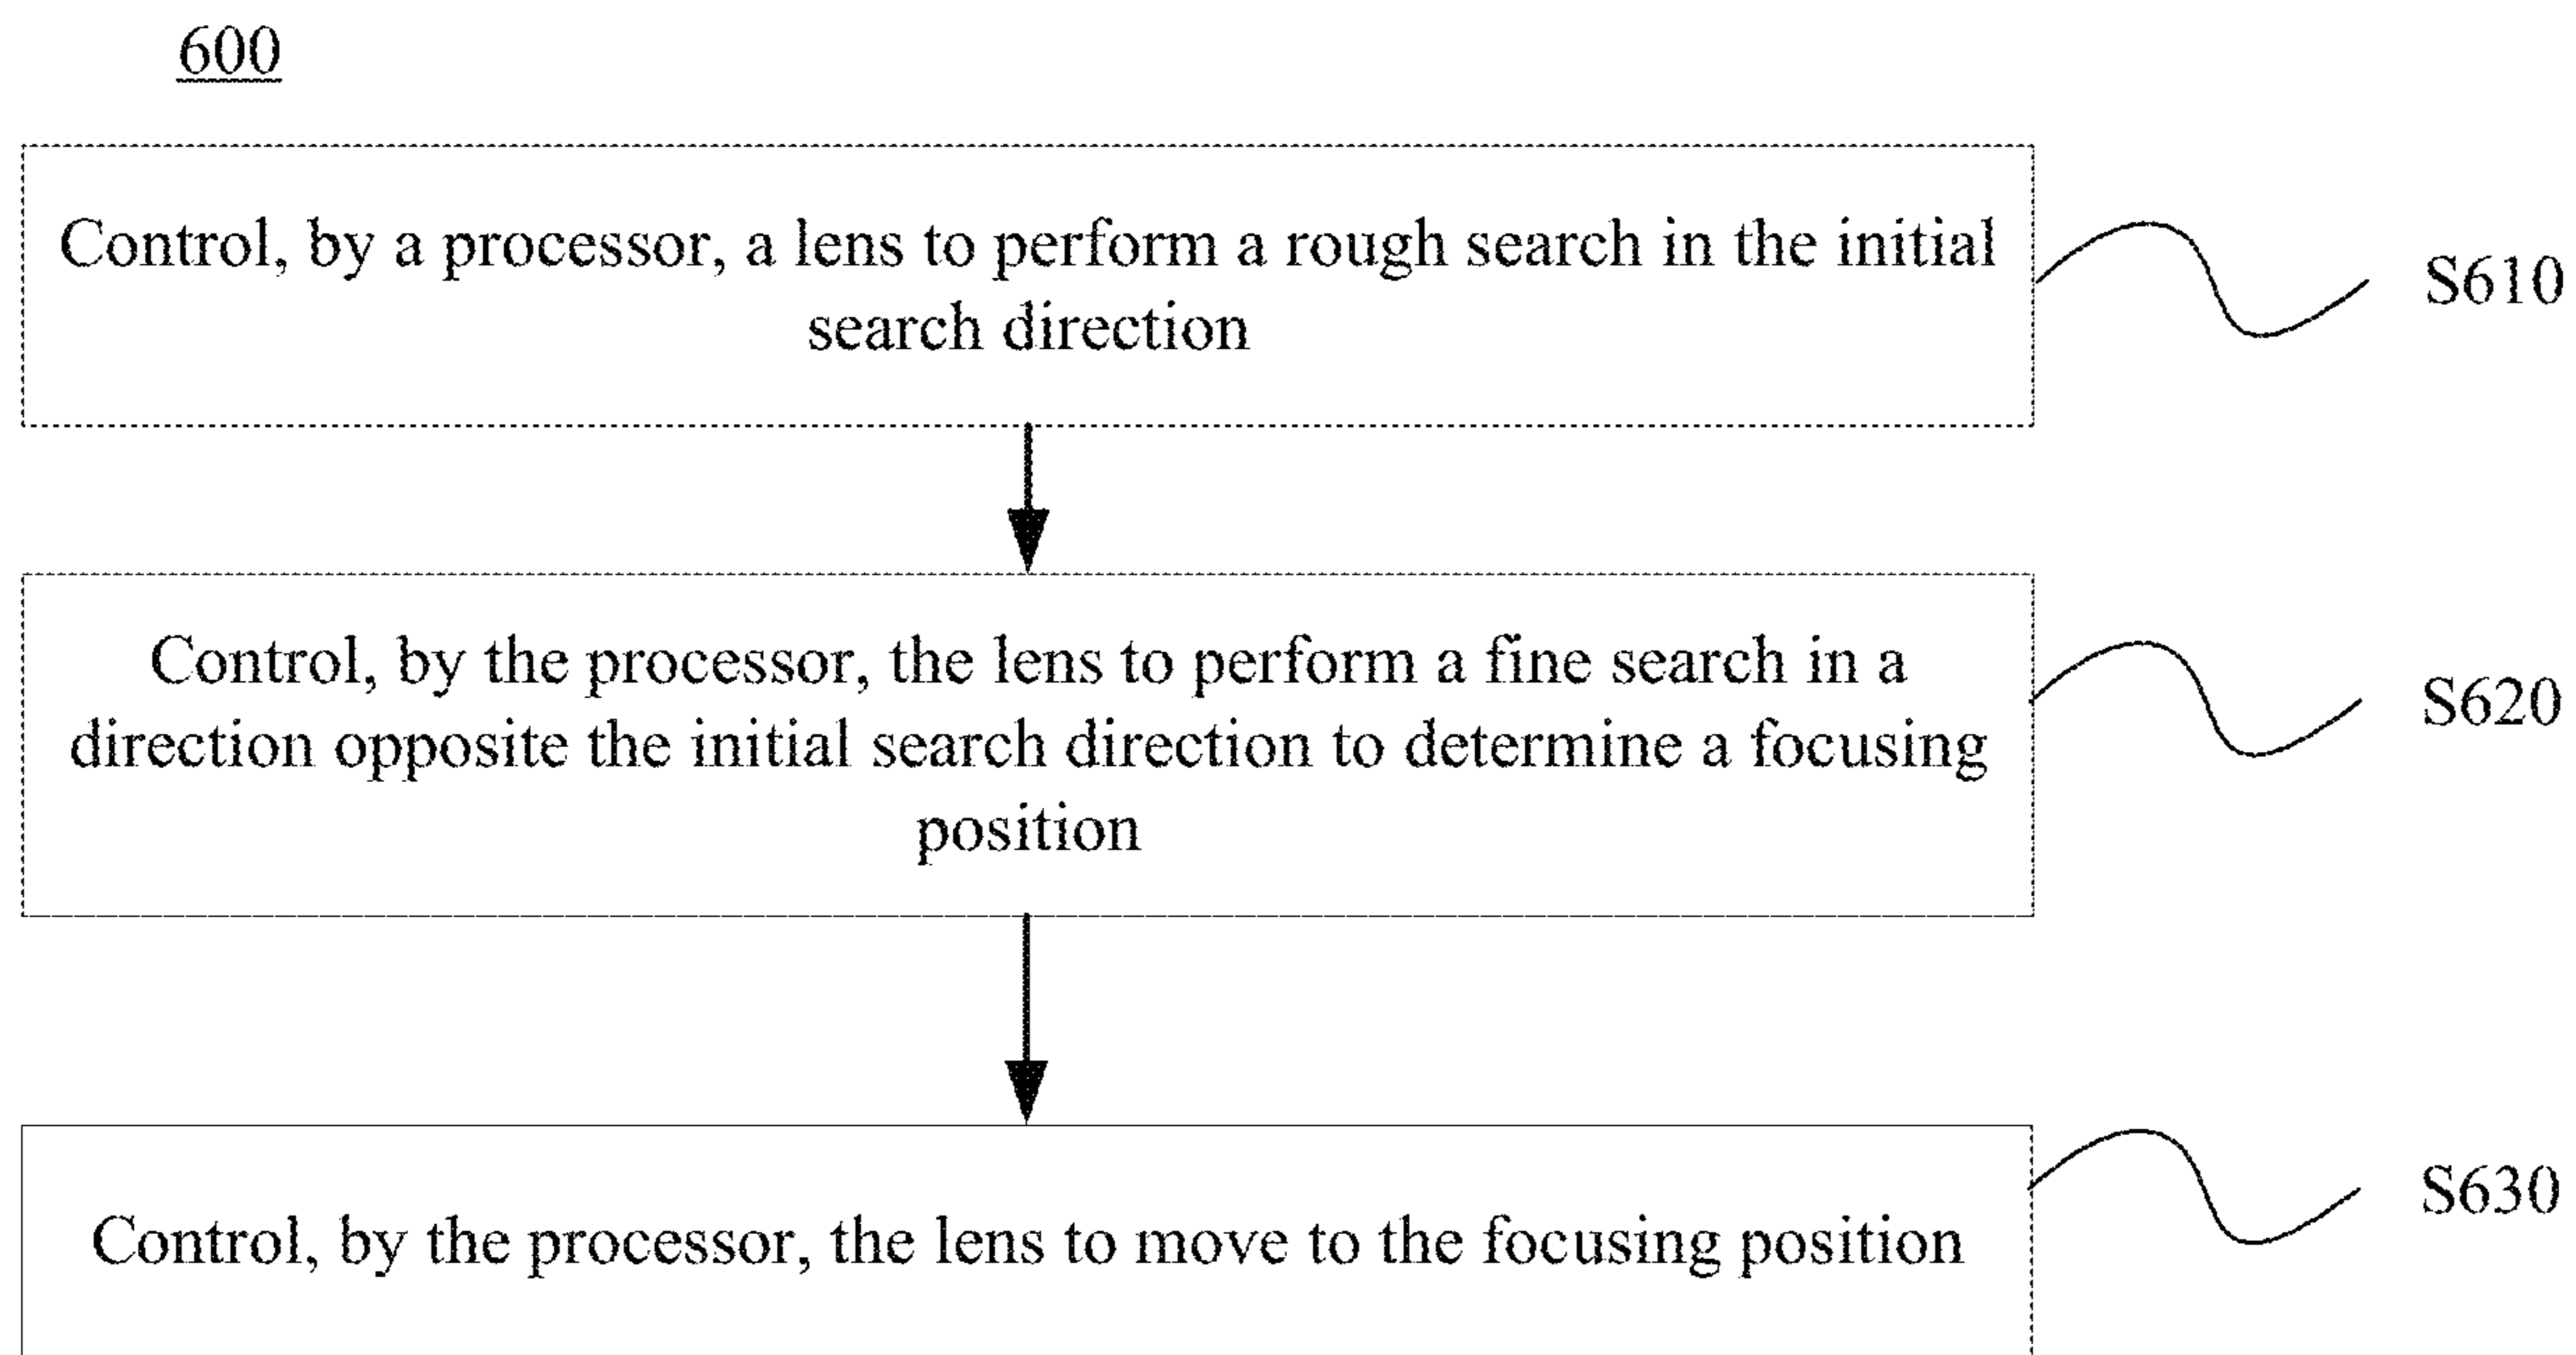 600
Control, by a processor, a lens to perform a rough search in the initial
search direction
S610
Control, by the processor, the lens to perform a fine search in a
direction opposite the initial search direction to determine a focusing
position
S620
Control, by the processor, the lens to move to the focusing position
S630